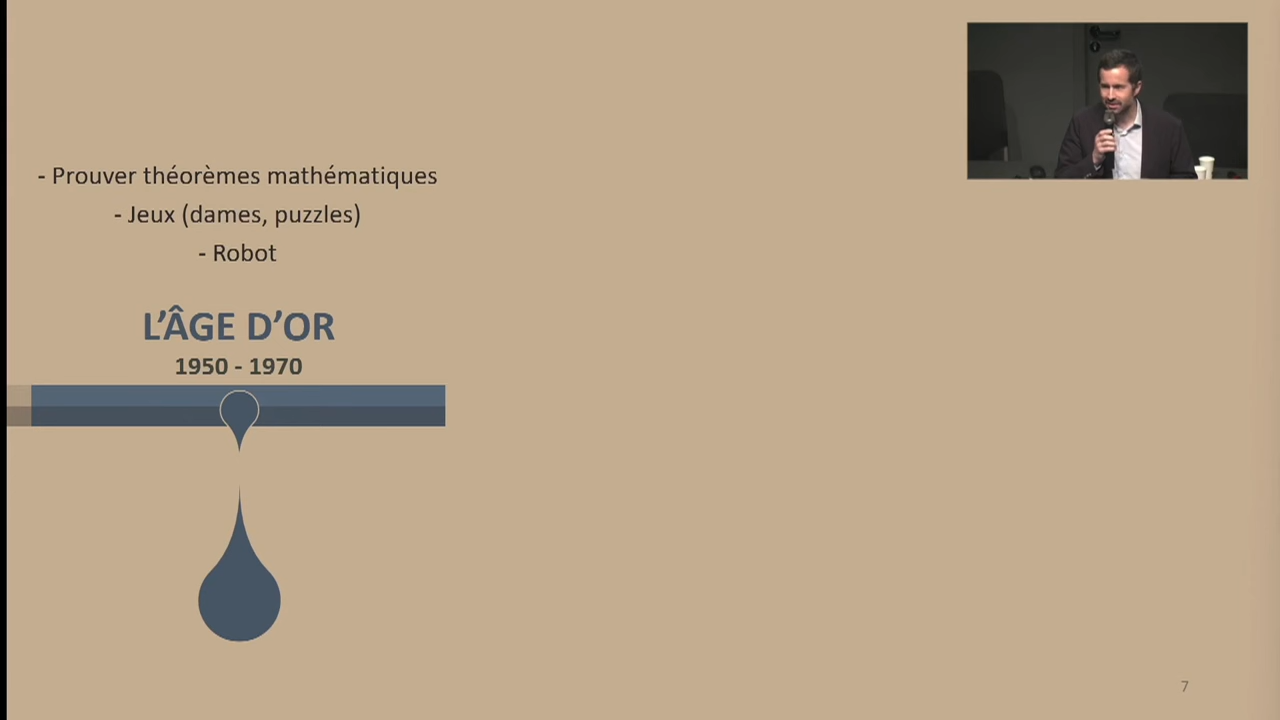 - Prouver théorèmes mathématiques
- Jeux (dames, puzzles)
- Robot
L’ÂGE D’OR
1950 - 1970
7